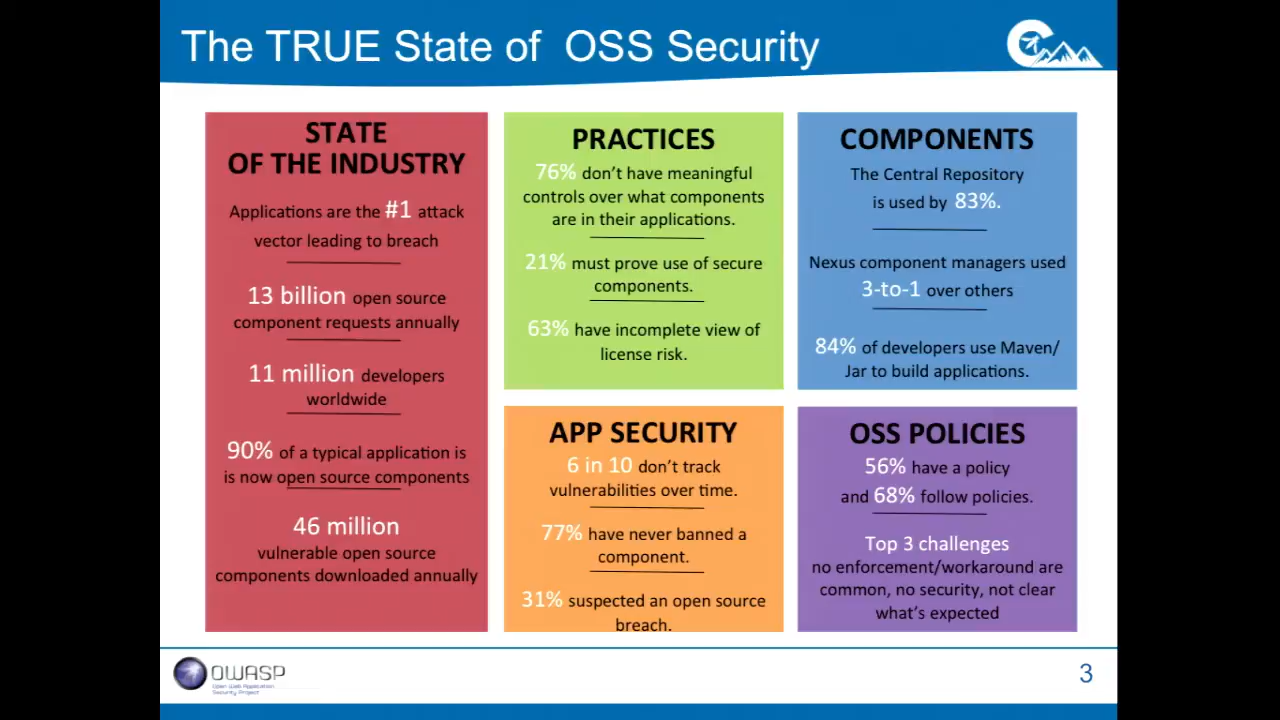 The TRUE State of  OSS Security
STATE
OF THE INDUSTRY
Applications are the #1 attack
vector leading to breach
13 billion open source
component requests annually
11 million developers
worldwide
90% of a typical application is
is now open source components
46 million
vulnerable open source
components downloaded annually
PRACTICES
76% don't have meaningful
controls over what components
are in their applications.
21% must prove use of secure
components.
63% have incomplete view of
license risk.
COMPONENTS
The Central Repository
is used by 83%.
Nexus component managers used
3-to-1 over others
84% of developers use Maven/
Jar to build applications.
APP SECURITY
6 in 10 don't track
vulnerabilities over time.
77% have never banned a
component.
31% suspected an open source
breach.
OSS POLICIES
56% have a policy
and 68% follow policies.
Top 3 challenges
no enforcement/workaround are
common, no security, not clear
what's expected
OWASP
Open Web Application
Security Project
3